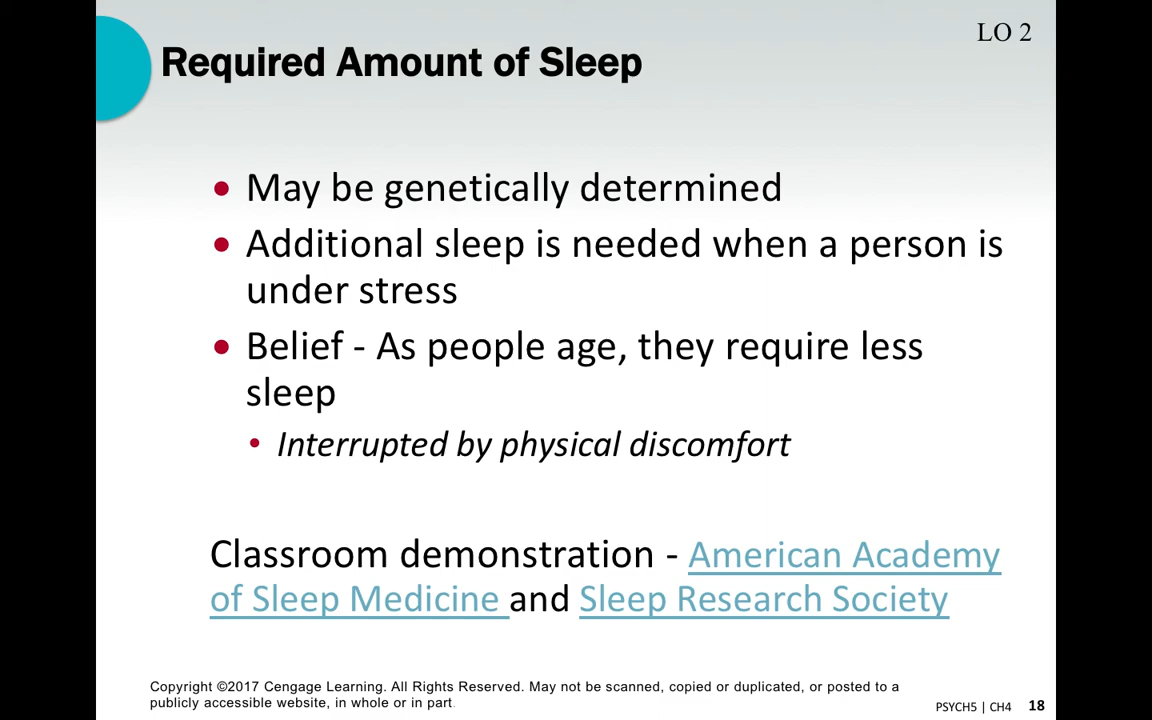 LO 2
Required Amount of Sleep
• May be genetically determined
• Additional sleep is needed when a person is
under stress
• Belief - As people age, they require less
sleep
• Interrupted by physical discomfort
Classroom demonstration - American Academy
of Sleep Medicine and Sleep Research Society
Copyright ©2017 Cengage Learning. All Rights Reserved. May not be scanned, copied or duplicated, or posted to a
publicly accessible website, in whole or in part.
PSYCH5 | CH4 18